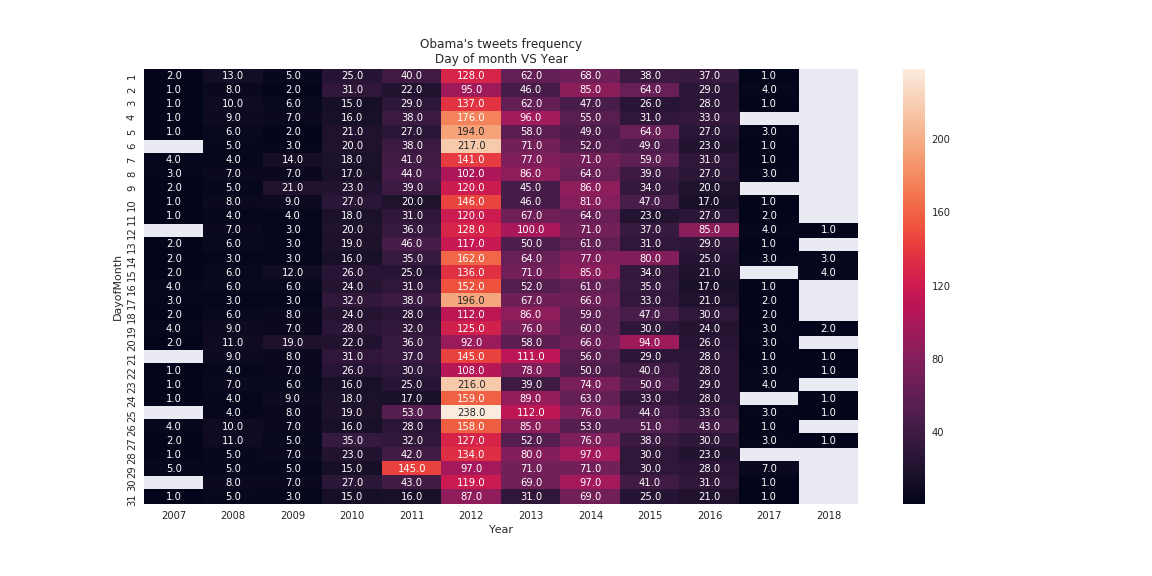 Obama's tweets frequency
Day of month VS Year
1 2.0 13.0 5.0 25.0 40.0 128.0 62.0 68.0 38.0 37.0 1.0
2 1.0 8.0 2.0 31.0 22.0 95.0 46.0 85.0 64.0 29.0 4.0
3 1.0 10.0 6.0 15.0 29.0 137.0 62.0 47.0 26.0 28.0 1.0
4 1.0 9.0 7.0 16.0 38.0 176.0 96.0 55.0 31.0 33.0
5 1.0 6.0 2.0 21.0 27.0 194.0 58.0 49.0 64.0 27.0 3.0
6 5.0 3.0 20.0 38.0 217.0 71.0 52.0 49.0 23.0 1.0
7 4.0 4.0 14.0 18.0 41.0 141.0 77.0 71.0 59.0 31.0 1.0
8 3.0 7.0 7.0 17.0 44.0 102.0 86.0 64.0 39.0 27.0 3.0
9 2.0 5.0 21.0 23.0 39.0 120.0 45.0 86.0 34.0 20.0
10 1.0 8.0 9.0 27.0 20.0 146.0 46.0 81.0 47.0 17.0 1.0
11 1.0 4.0 4.0 18.0 31.0 120.0 67.0 64.0 23.0 27.0 2.0
12 7.0 3.0 20.0 36.0 128.0 100.0 71.0 37.0 85.0 4.0 1.0
13 2.0 6.0 3.0 19.0 46.0 117.0 50.0 61.0 31.0 29.0 1.0
14 2.0 3.0 3.0 16.0 35.0 162.0 64.0 77.0 80.0 25.0 3.0 3.0
15 2.0 6.0 12.0 26.0 25.0 136.0 71.0 85.0 34.0 21.0 4.0
16 4.0 6.0 6.0 24.0 31.0 152.0 52.0 61.0 35.0 17.0 1.0
17 3.0 3.0 3.0 32.0 38.0 196.0 67.0 66.0 33.0 21.0 2.0
18 2.0 6.0 8.0 24.0 28.0 112.0 86.0 59.0 47.0 30.0 2.0
19 4.0 9.0 7.0 28.0 32.0 125.0 76.0 60.0 30.0 24.0 3.0 2.0
20 2.0 11.0 19.0 22.0 36.0 92.0 58.0 66.0 94.0 26.0 3.0
21 9.0 8.0 31.0 37.0 145.0 111.0 56.0 29.0 28.0 1.0 1.0
22 1.0 4.0 7.0 26.0 30.0 108.0 78.0 50.0 40.0 28.0 3.0 1.0
23 1.0 7.0 6.0 16.0 25.0 216.0 39.0 74.0 50.0 29.0 4.0
24 1.0 4.0 9.0 18.0 17.0 159.0 89.0 63.0 33.0 28.0 1.0
25 4.0 8.0 19.0 53.0 238.0 112.0 76.0 44.0 33.0 3.0 1.0
26 4.0 10.0 7.0 16.0 28.0 158.0 85.0 53.0 51.0 43.0 1.0
27 2.0 11.0 5.0 35.0 32.0 127.0 52.0 76.0 38.0 30.0 3.0 1.0
28 1.0 5.0 7.0 23.0 42.0 134.0 80.0 97.0 30.0 23.0
29 5.0 5.0 5.0 15.0 145.0 97.0 71.0 71.0 30.0 28.0 7.0
30 8.0 7.0 27.0 43.0 119.0 69.0 97.0 41.0 31.0 1.0
31 1.0 5.0 3.0 15.0 16.0 87.0 31.0 69.0 25.0 21.0 1.0
DayofMonth
2007 2008 2009 2010 2011 2012 2013 2014 2015 2016 2017 2018
Year
200
160
120
80
40